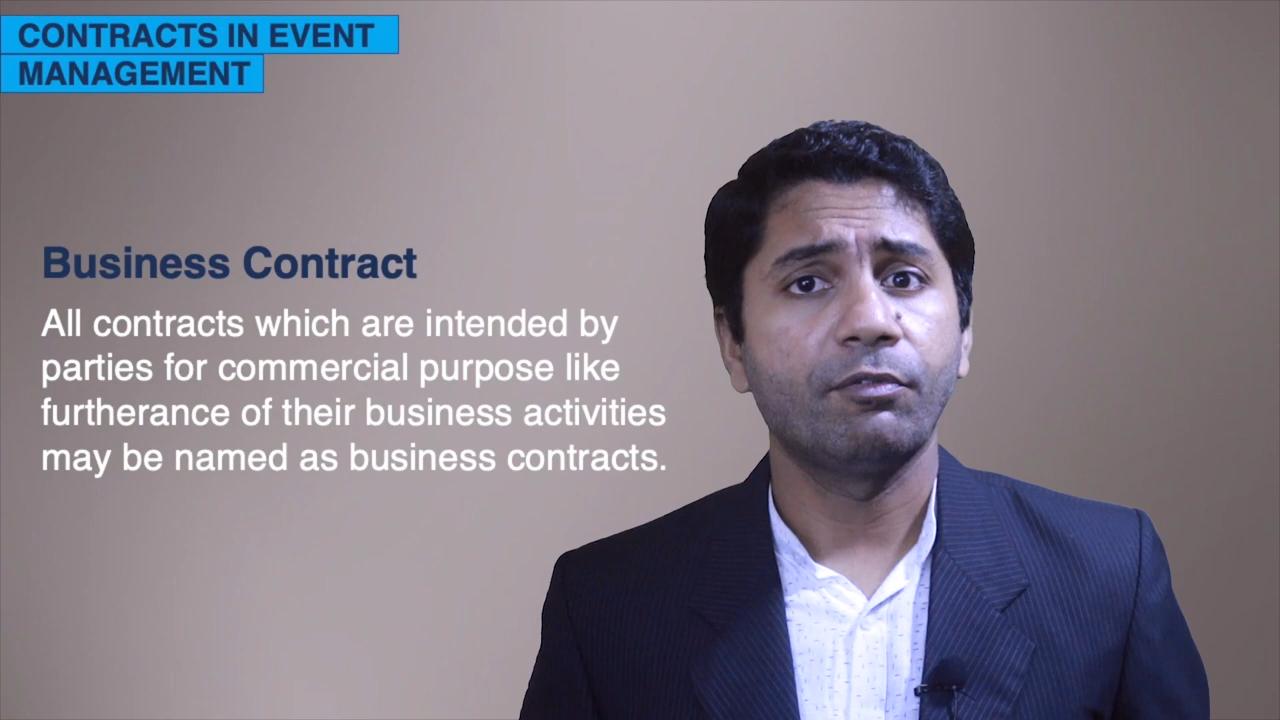 CONTRACTS IN EVENT
MANAGEMENT
Business Contract
All contracts which are intended by
parties for commercial purpose like
furtherance of their business activities
may be named as business contracts.